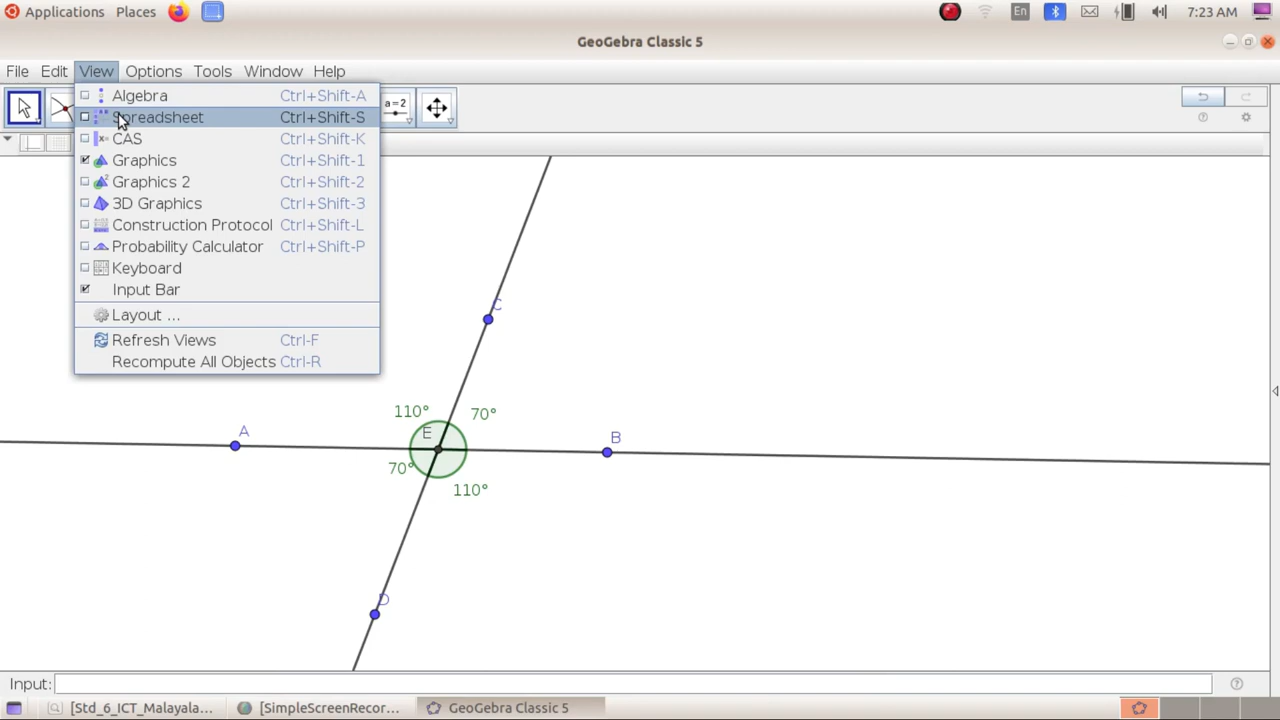 Applications Places En 7:23 AM
GeoGebra Classic 5
File Edit View Options Tools Window Help
Algebra Ctrl+Shift-A
Spreadsheet Ctrl+Shift-S
CAS Ctrl+Shift-K
Graphics Ctrl+Shift-1
Graphics 2 Ctrl+Shift-2
3D Graphics Ctrl+Shift-3
Construction Protocol Ctrl+Shift-L
Probability Calculator Ctrl+Shift-P
Keyboard
Input Bar
Layout ...
Refresh Views Ctrl-F
Recompute All Objects Ctrl-R
a=2
C
110° 70°
A E B
70° 110°
D
Input:
[Std_6_ICT_Malayala... [SimpleScreenRecor... GeoGebra Classic 5